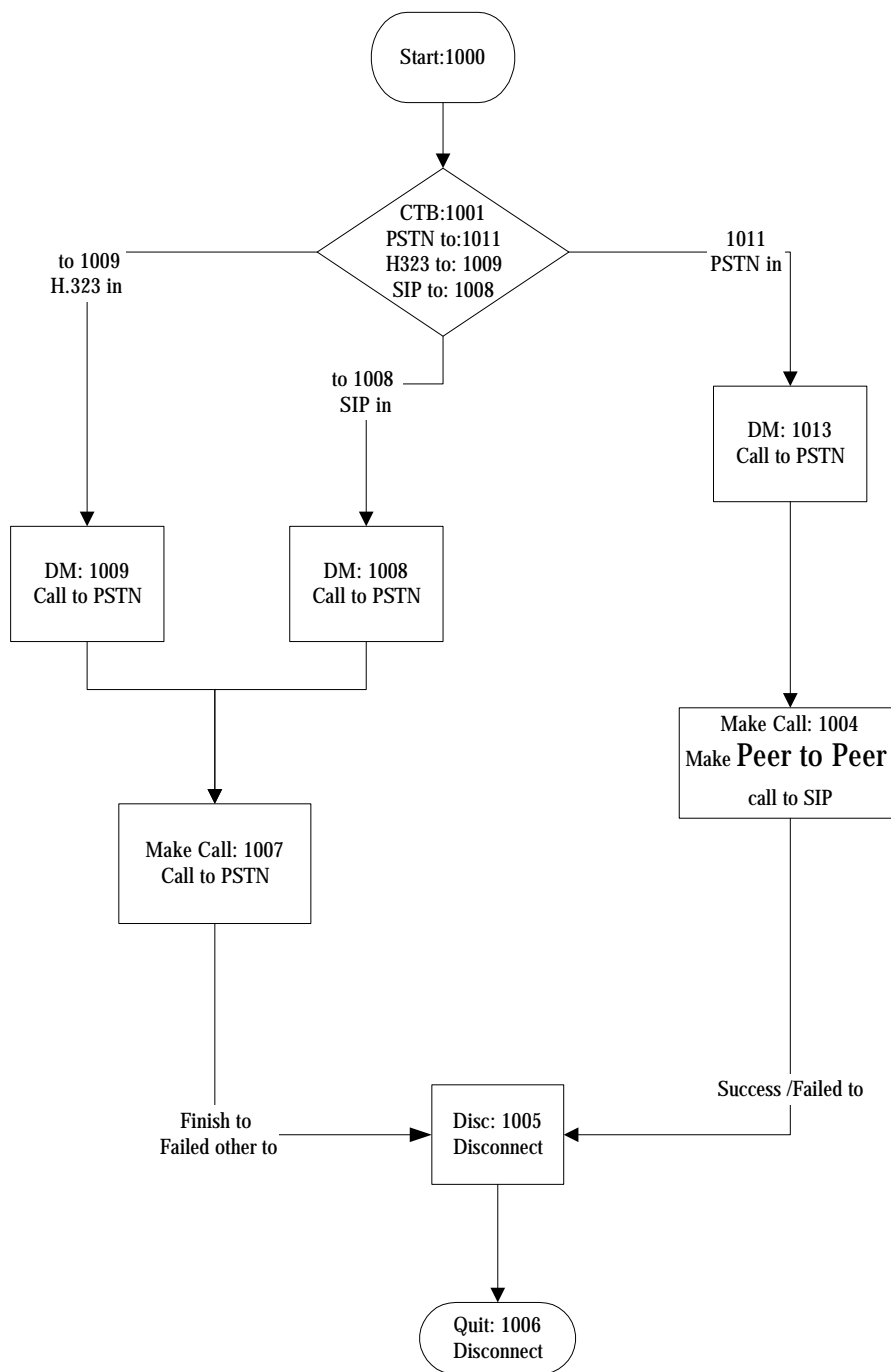 Start:1000
CTB:1001
PSTN to:1011
H323 to: 1009
SIP to: 1008
to 1009
H.323 in
1011
PSTN in
to 1008
SIP in
DM: 1013
Call to PSTN
DM: 1009
Call to PSTN
DM: 1008
Call to PSTN
Make Call: 1004
Make Peer to Peer
call to SIP
Make Call: 1007
Call to PSTN
Success /Failed to
Finish to
Failed other to
Disc: 1005
Disconnect
Quit: 1006
Disconnect